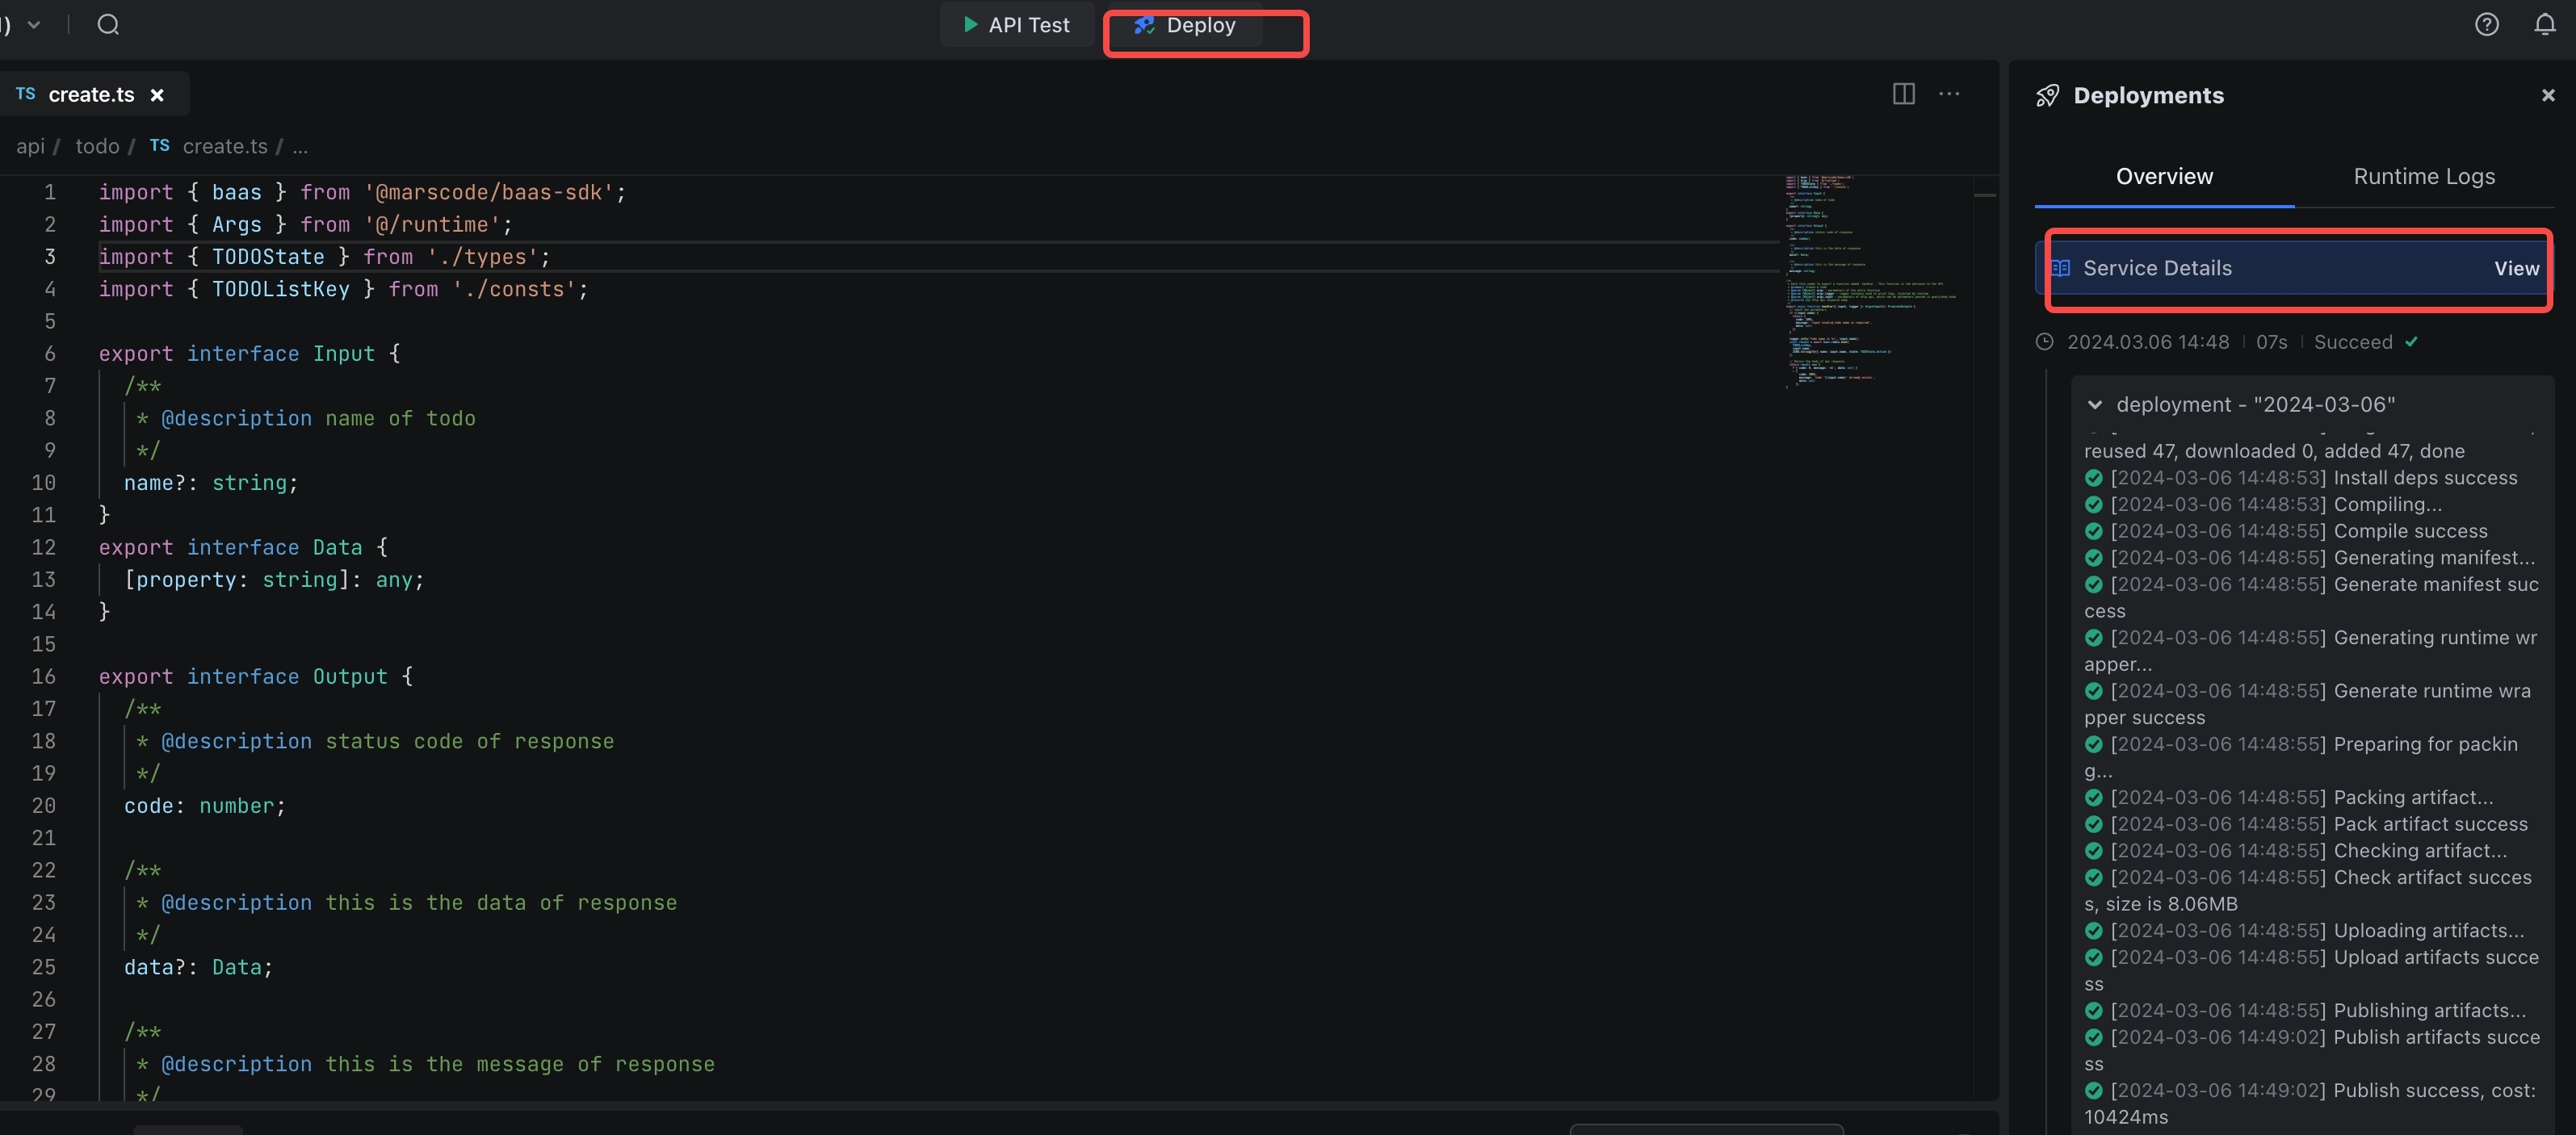 API Test
Deploy
TS create.ts
api / todo / TS create.ts / ...
1 import { baas } from '@marscode/baas-sdk';
2 import { Args } from '@/runtime';
3 import { TODOState } from './types';
4 import { TODOListKey } from './consts';
5
6 export interface Input {
7 /**
8 * @description name of todo
9 */
10 name?: string;
11 }
12 export interface Data {
13 [property: string]: any;
14 }
15
16 export interface Output {
17 /**
18 * @description status code of response
19 */
20 code: number;
21
22 /**
23 * @description this is the data of response
24 */
25 data?: Data;
26
27 /**
28 * @description this is the message of response
29 */
Deployments
Overview
Runtime Logs
Service Details
View
2024.03.06 14:48 | 07s | Succeed
deployment - "2024-03-06"
reused 47, downloaded 0, added 47, done
[2024-03-06 14:48:53] Install deps success
[2024-03-06 14:48:53] Compiling...
[2024-03-06 14:48:55] Compile success
[2024-03-06 14:48:55] Generating manifest...
[2024-03-06 14:48:55] Generate manifest suc
cess
[2024-03-06 14:48:55] Generating runtime wr
apper...
[2024-03-06 14:48:55] Generate runtime wra
pper success
[2024-03-06 14:48:55] Preparing for packin
g...
[2024-03-06 14:48:55] Packing artifact...
[2024-03-06 14:48:55] Pack artifact success
[2024-03-06 14:48:55] Checking artifact...
[2024-03-06 14:48:55] Check artifact succes
s, size is 8.06MB
[2024-03-06 14:48:55] Uploading artifacts...
[2024-03-06 14:48:55] Upload artifacts succe
ss
[2024-03-06 14:48:55] Publishing artifacts...
[2024-03-06 14:49:02] Publish artifacts succe
ss
[2024-03-06 14:49:02] Publish success, cost:
10424ms